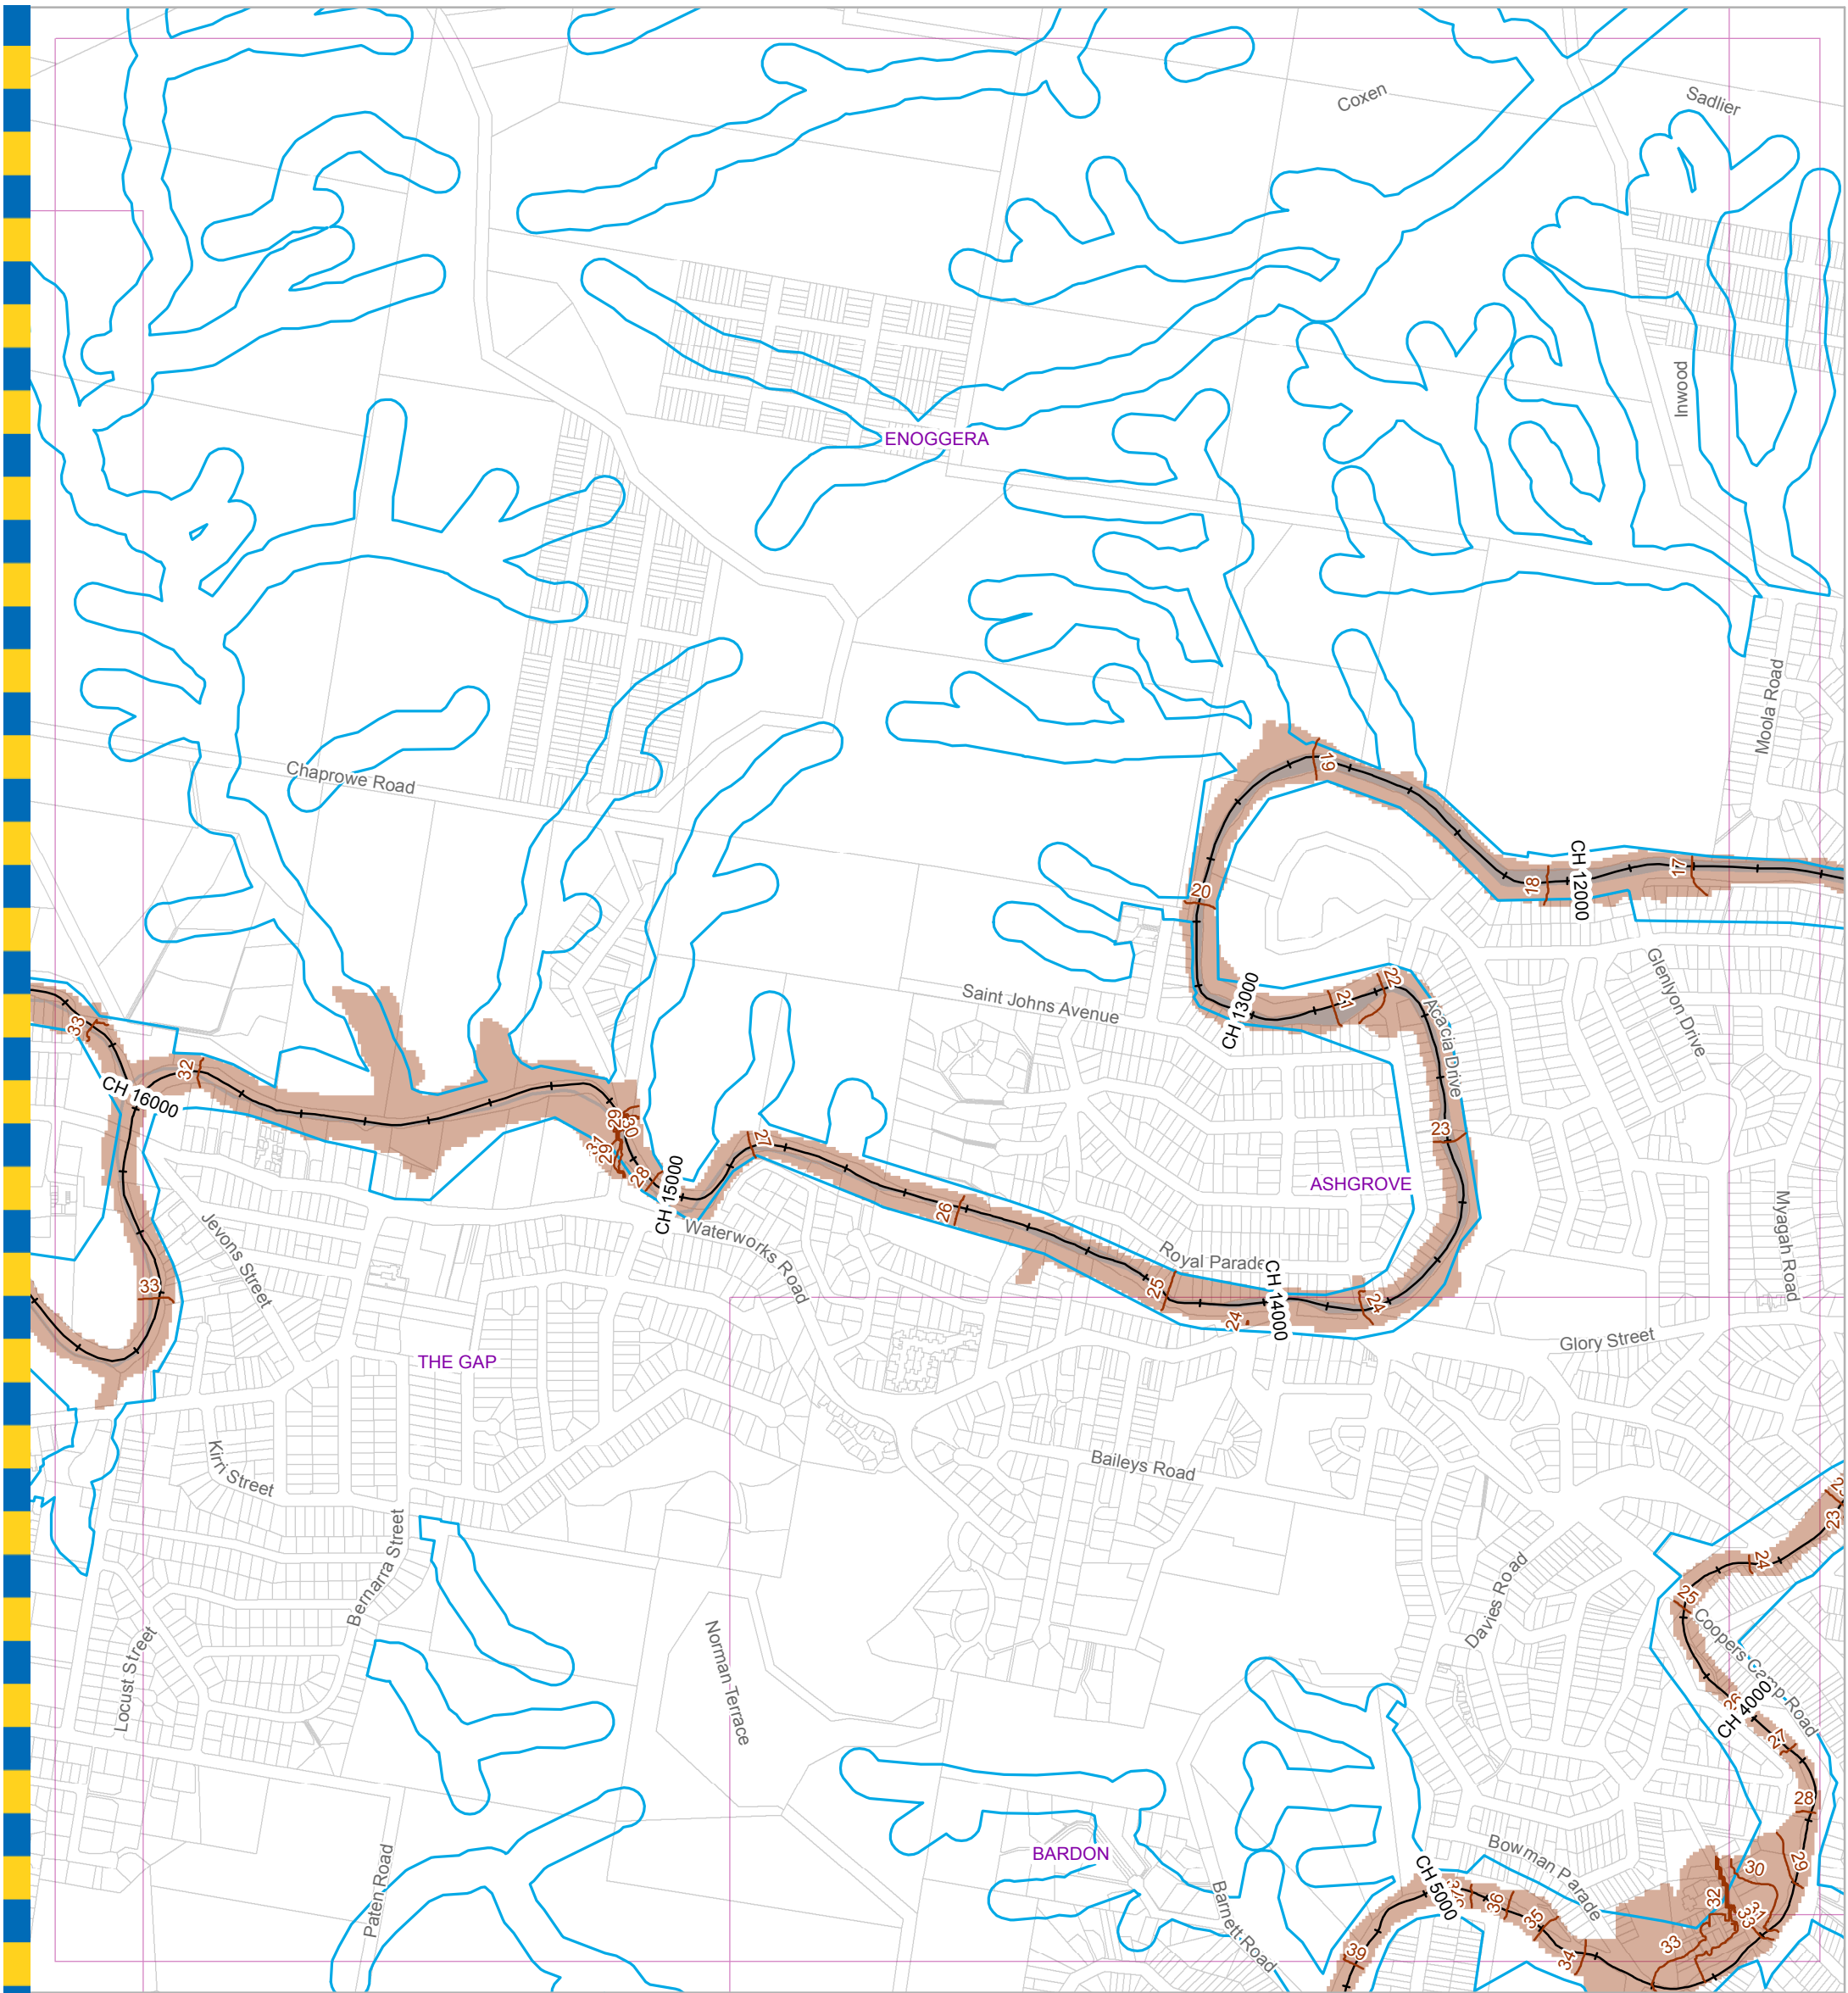 Coxen
Sadlier
Inwood
ENOGGERA
Moola Road
Chaprowe Road
19
17
18
CH 12000
20
Glenlyon Drive
Saint Johns Avenue
CH 13000
21
22
Acacia Drive
33
32
CH 16000
29
30
31
29
28
CH 15000
27
23
ASHGROVE
26
Waterworks Road
Jevons Street
Myagah Road
Royal Parade
33
25
24
CH 14000
24
Glory Street
THE GAP
Baileys Road
Kirri Street
Bernarra Street
23
24
25
Davies Road
Coopers Camp Road
Locust Street
Norman Terrace
26
CH 4000
27
28
Bowman Parade
BARDON
29
30
CH 5000
36
32
35
33
31
33
34
39
Paten Road
Barnett Road